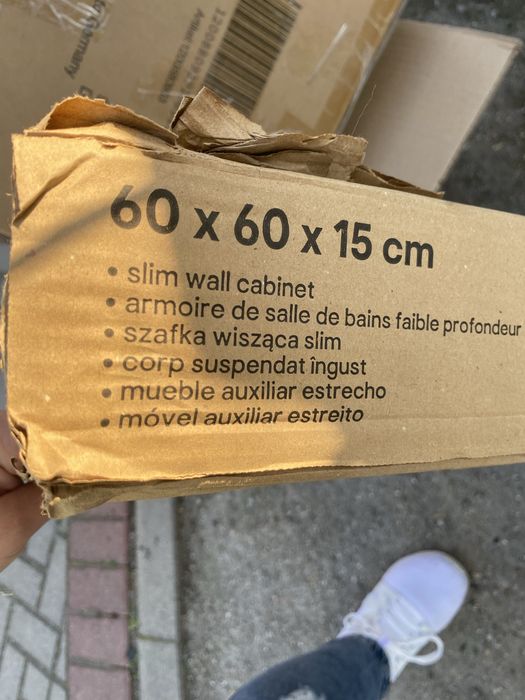 Germany
60 x 60 x 15 cm
• slim wall cabinet
• armoire de salle de bains faible profondeur
• szafka wisząca slim
• corp suspendat îngust
• mueble auxiliar estrecho
• móvel auxiliar estreito